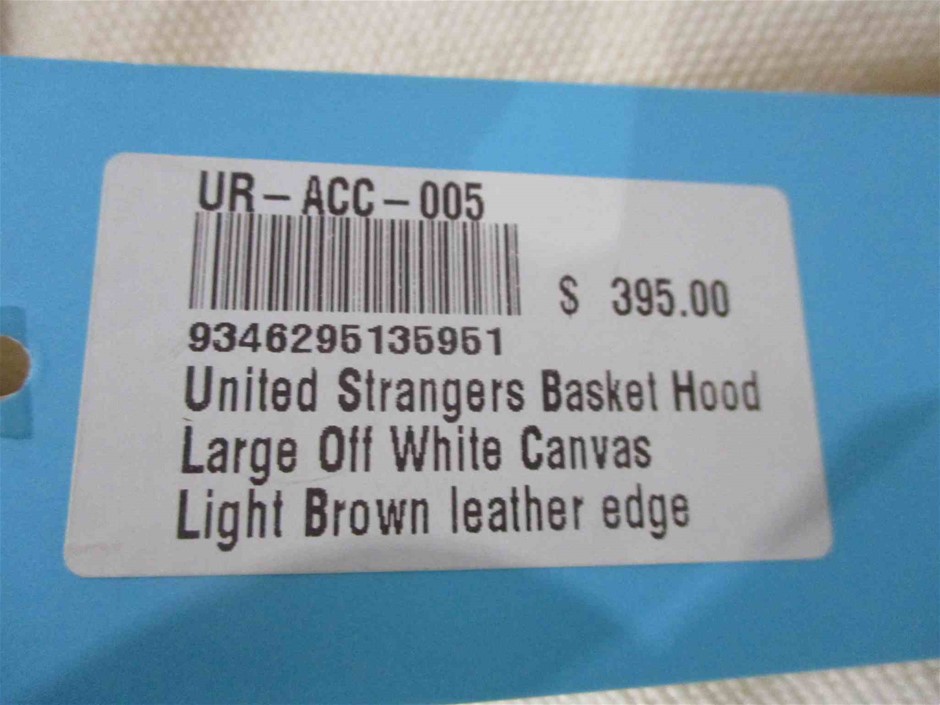 UR-ACC-005
$ 395.00
9346295135951
United Strangers Basket Hood
Large Off White Canvas
Light Brown leather edge